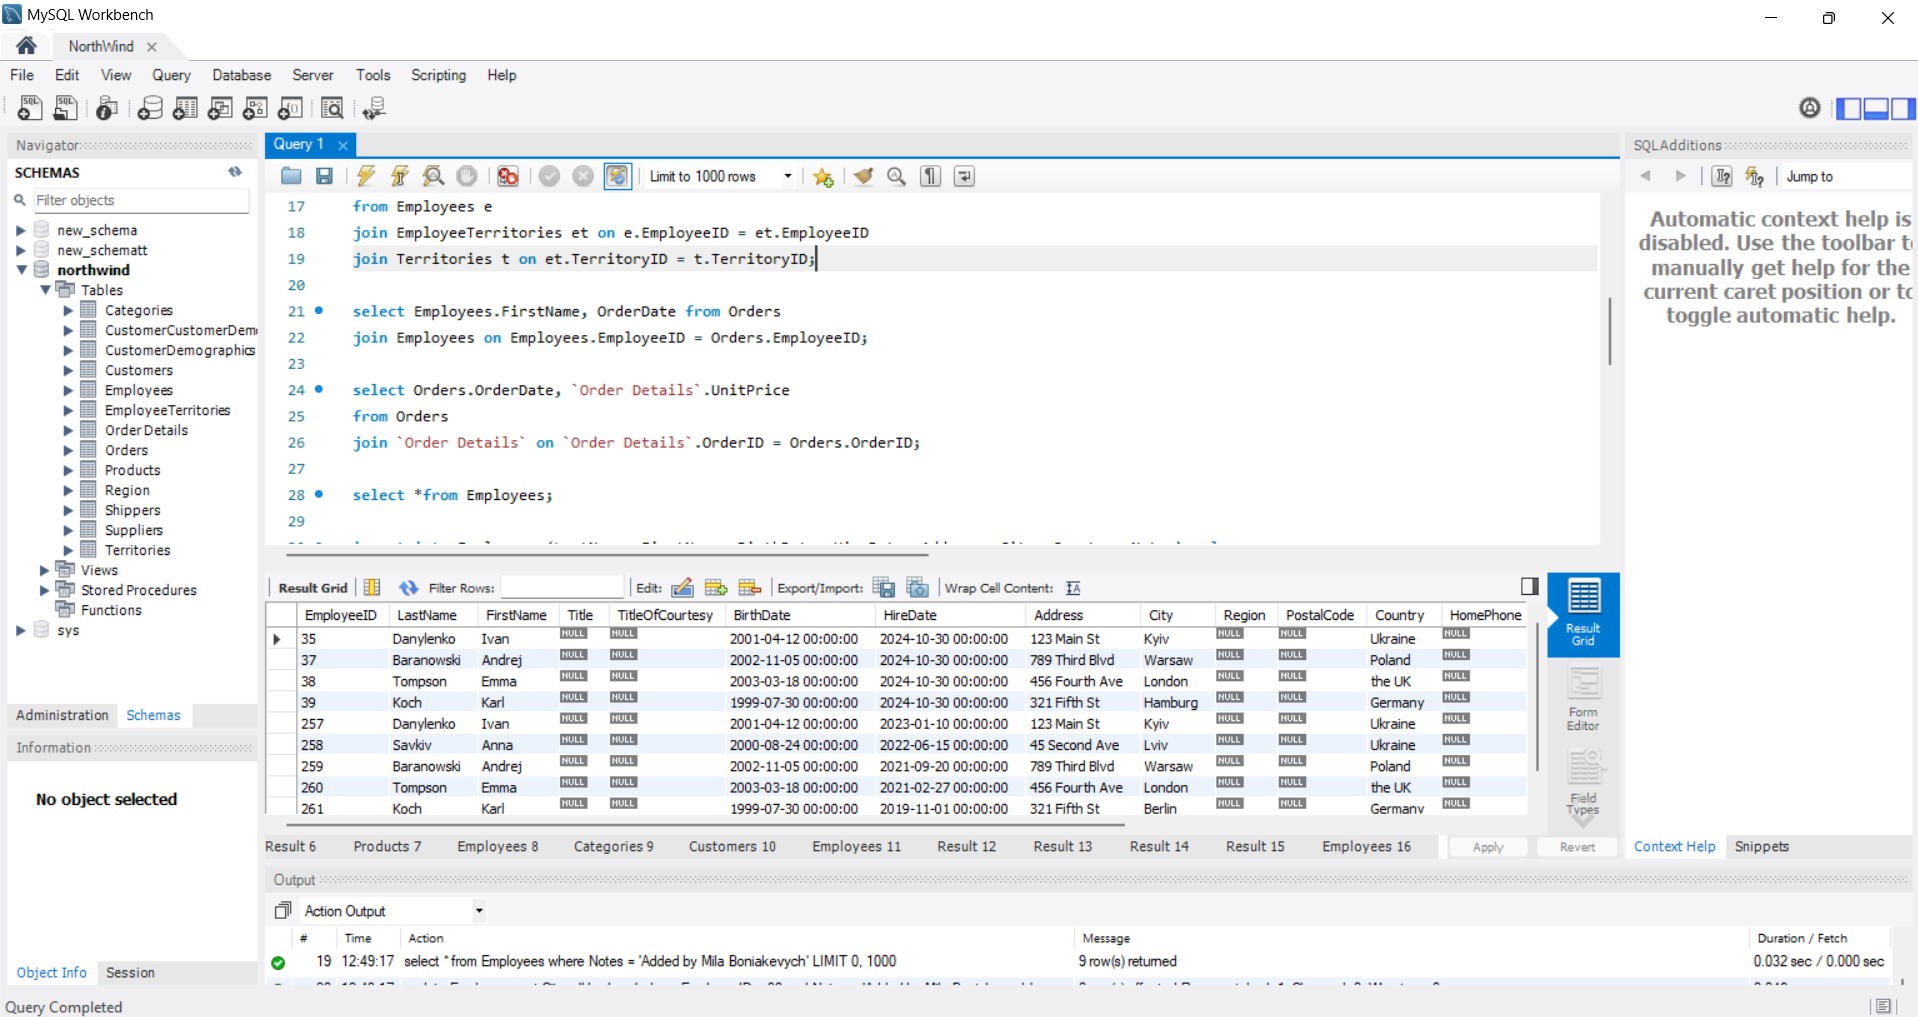 MySQL Workbench
NorthWind
File Edit View Query Database Server Tools Scripting Help
Navigator
SCHEMAS
Filter objects
new_schema
new_schematt
northwind
Tables
Categories
CustomerCustomerDem
CustomerDemographics
Customers
Employees
EmployeeTerritories
Order Details
Orders
Products
Region
Shippers
Suppliers
Territories
Views
Stored Procedures
Functions
sys
Administration Schemas
Information
No object selected
Object Info Session
Query Completed
Query 1
Limit to 1000 rows
17 from Employees e
18 join EmployeeTerritories et on e.EmployeeID = et.EmployeeID
19 join Territories t on et.TerritoryID = t.TerritoryID;
20
21 select Employees.FirstName, OrderDate from Orders
22 join Employees on Employees.EmployeeID = Orders.EmployeeID;
23
24 select Orders.OrderDate, `Order Details`.UnitPrice
25 from Orders
26 join `Order Details` on `Order Details`.OrderID = Orders.OrderID;
27
28 select *from Employees;
29
Result Grid Filter Rows: Edit: Export/Import: Wrap Cell Content:
EmployeeID LastName FirstName Title TitleOfCourtesy BirthDate HireDate Address City Region PostalCode Country HomePhone
35 Danylenko Ivan NULL NULL 2001-04-12 00:00:00 2024-10-30 00:00:00 123 Main St Kyiv NULL NULL Ukraine NULL
37 Baranowski Andrej NULL NULL 2002-11-05 00:00:00 2024-10-30 00:00:00 789 Third Blvd Warsaw NULL NULL Poland NULL
38 Tompson Emma NULL NULL 2003-03-18 00:00:00 2024-10-30 00:00:00 456 Fourth Ave London NULL NULL the UK NULL
39 Koch Karl NULL NULL 1999-07-30 00:00:00 2024-10-30 00:00:00 321 Fifth St Hamburg NULL NULL Germany NULL
257 Danylenko Ivan NULL NULL 2001-04-12 00:00:00 2023-01-10 00:00:00 123 Main St Kyiv NULL NULL Ukraine NULL
258 Savkiv Anna NULL NULL 2000-08-24 00:00:00 2022-06-15 00:00:00 45 Second Ave Lviv NULL NULL Ukraine NULL
259 Baranowski Andrej NULL NULL 2002-11-05 00:00:00 2021-09-20 00:00:00 789 Third Blvd Warsaw NULL NULL Poland NULL
260 Tompson Emma NULL NULL 2003-03-18 00:00:00 2021-02-27 00:00:00 456 Fourth Ave London NULL NULL the UK NULL
261 Koch Karl NULL NULL 1999-07-30 00:00:00 2019-11-01 00:00:00 321 Fifth St Berlin NULL NULL Germany NULL
Result Grid
Form Editor
Field Types
Result 6 Products 7 Employees 8 Categories 9 Customers 10 Employees 11 Result 12 Result 13 Result 14 Result 15 Employees 16 Apply Revert
Output
Action Output
# Time Action Message Duration / Fetch
19 12:49:17 select * from Employees where Notes = 'Added by Mila Boniakevych' LIMIT 0, 1000 9 row(s) returned 0.032 sec / 0.000 sec
SQLAdditions
Jump to
Automatic context help is
disabled. Use the toolbar t
manually get help for the
current caret position or to
toggle automatic help.
Context Help Snippets